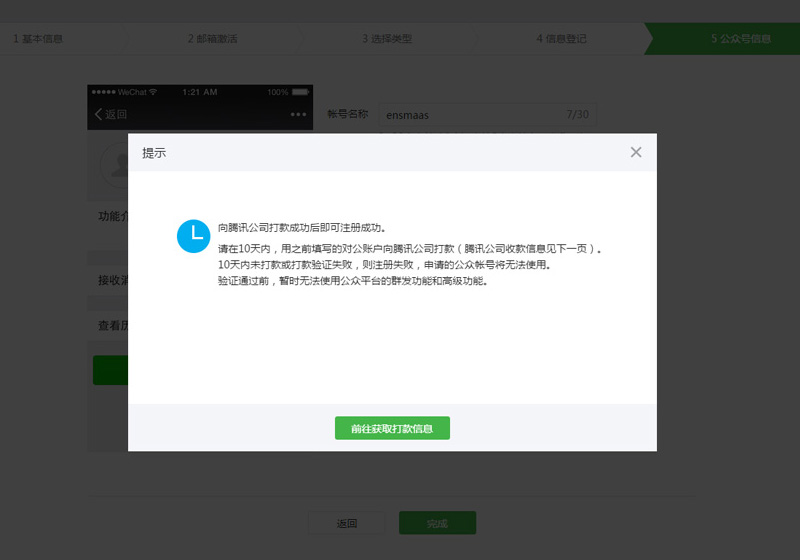 1 基本信息
2 邮箱激活
3 选择类型
4 信息登记
5 公众号信息
WeChat
1:21 AM
100%
返回
帐号名称
ensmaas
7/30
提示
功能介
向腾讯公司打款成功后即可注册成功。
请在10天内，用之前填写的对公账户向腾讯公司打款（腾讯公司收款信息见下一页）。
10天内未打款或打款验证失败，则注册失败，申请的公众帐号将无法使用。
验证通过前，暂时无法使用公众平台的群发功能和高级功能。
接收消
查看历
前往获取打款信息
返回
完成